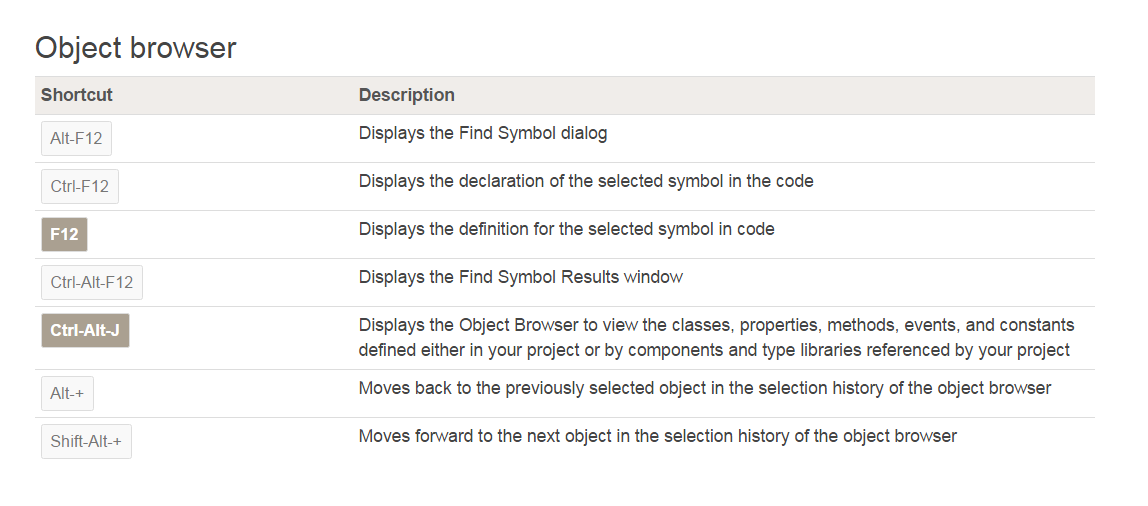 Object browser
Shortcut Description
Alt-F12 Displays the Find Symbol dialog
Ctrl-F12 Displays the declaration of the selected symbol in the code
F12 Displays the definition for the selected symbol in code
Ctrl-Alt-F12 Displays the Find Symbol Results window
Ctrl-Alt-J Displays the Object Browser to view the classes, properties, methods, events, and constants
defined either in your project or by components and type libraries referenced by your project
Alt-+ Moves back to the previously selected object in the selection history of the object browser
Shift-Alt-+ Moves forward to the next object in the selection history of the object browser